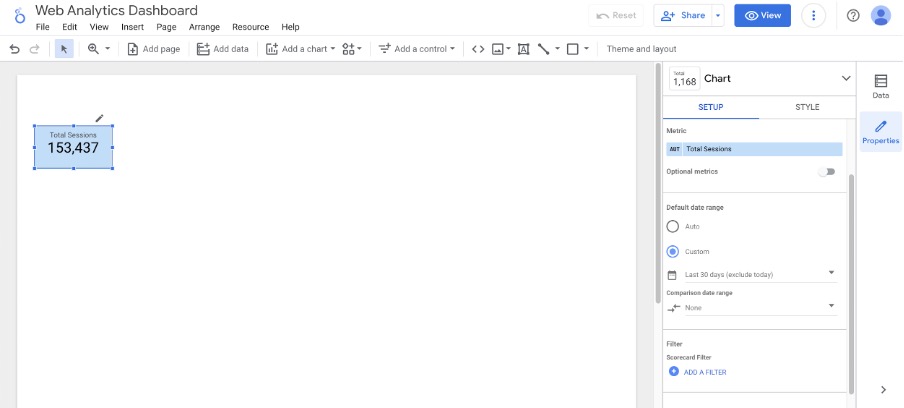 Web Analytics Dashboard
File Edit View Insert Page Arrange Resource Help
Reset Share View
Add page Add data Add a chart Add a control Theme and layout
Total Sessions
153,437
Total
1,168
Chart
SETUP STYLE
Metric
AUT Total Sessions
Optional metrics
Default date range
Auto
Custom
Last 30 days (exclude today)
Comparison date range
None
Filter
Scorecard Filter
ADD A FILTER
Data
Properties